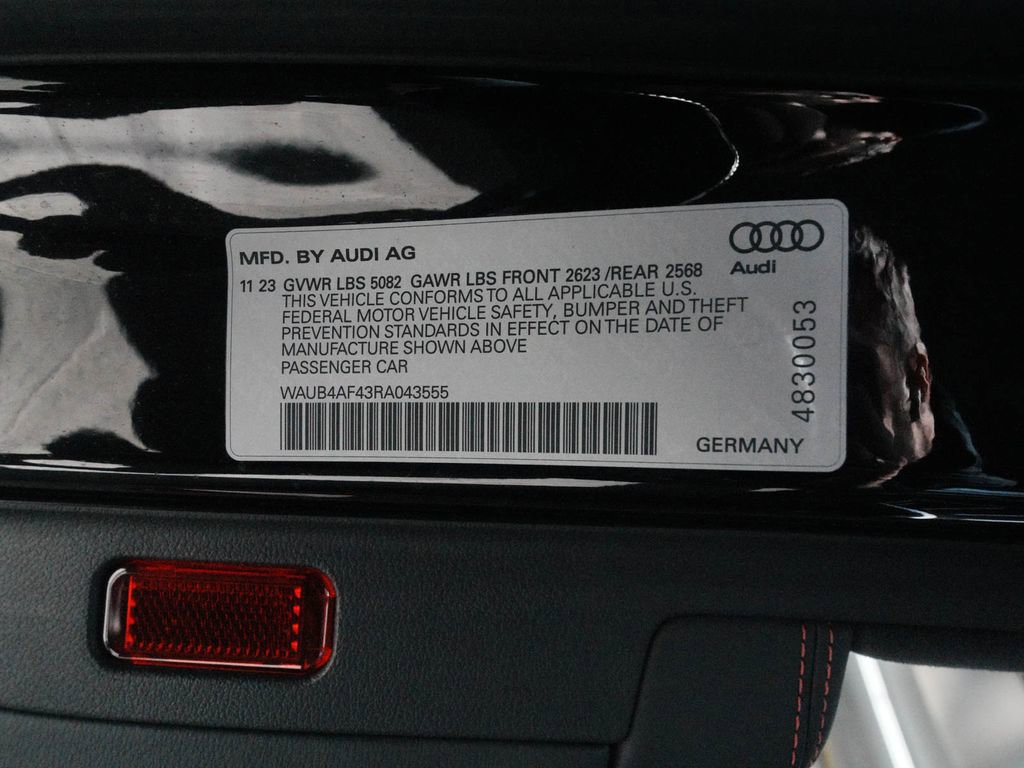 MFD. BY AUDI AG
Audi
11 23 GVWR LBS 5082 GAWR LBS FRONT 2623 /REAR 2568
THIS VEHICLE CONFORMS TO ALL APPLICABLE U.S.
FEDERAL MOTOR VEHICLE SAFETY, BUMPER AND THEFT
PREVENTION STANDARDS IN EFFECT ON THE DATE OF
MANUFACTURE SHOWN ABOVE
PASSENGER CAR
WAUB4AF43RA043555
4830053
GERMANY